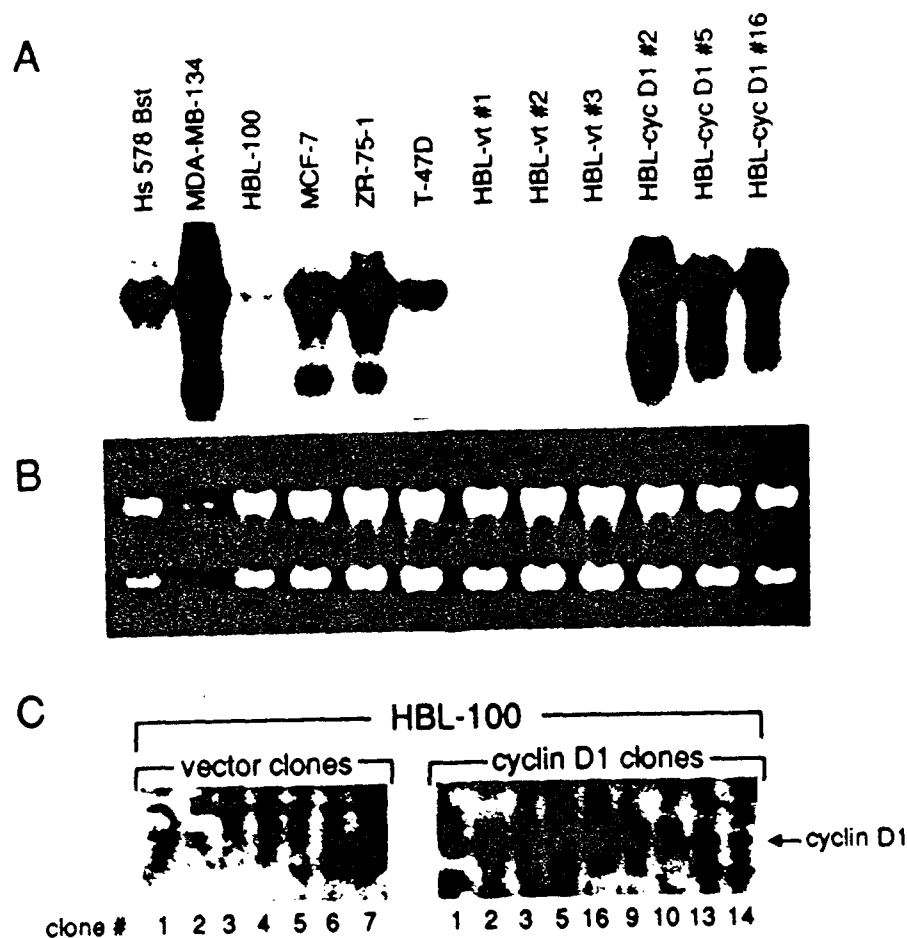 A
Hs 578 Bst
MDA-MB-134
HBL-100
MCF-7
ZR-75-1
T-47D
HBL-vt #1
HBL-vt #2
HBL-vt #3
HBL-cyc D1 #2
HBL-cyc D1 #5
HBL-cyc D1 #16
B
C
HBL-100
vector clones
cyclin D1 clones
cyclin D1
clone # 1 2 3 4 5 6 7 1 2 3 5 16 9 10 13 14